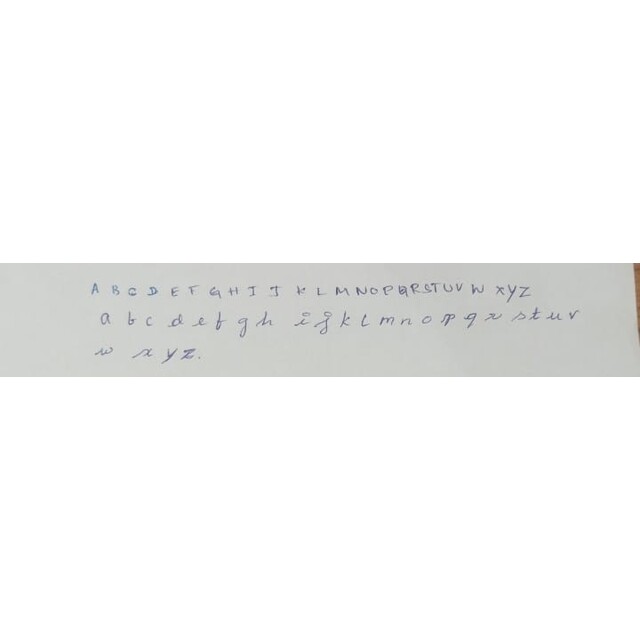 A B C D E F G H I J K L M N O P Q R S T U V W X Y Z
a b c d e f g h i j k l m n o p q r s t u v
w x y z.